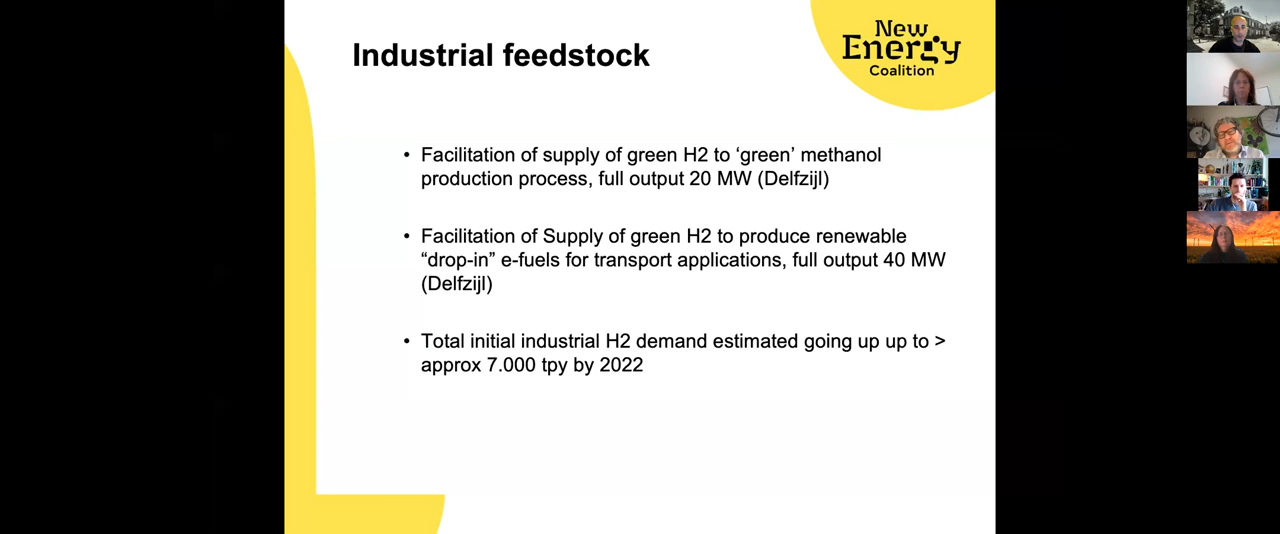 Industrial feedstock
New
Energy
Coalition
• Facilitation of supply of green H2 to ‘green’ methanol
production process, full output 20 MW (Delfzijl)
• Facilitation of Supply of green H2 to produce renewable
“drop-in” e-fuels for transport applications, full output 40 MW
(Delfzijl)
• Total initial industrial H2 demand estimated going up up to >
approx 7.000 tpy by 2022